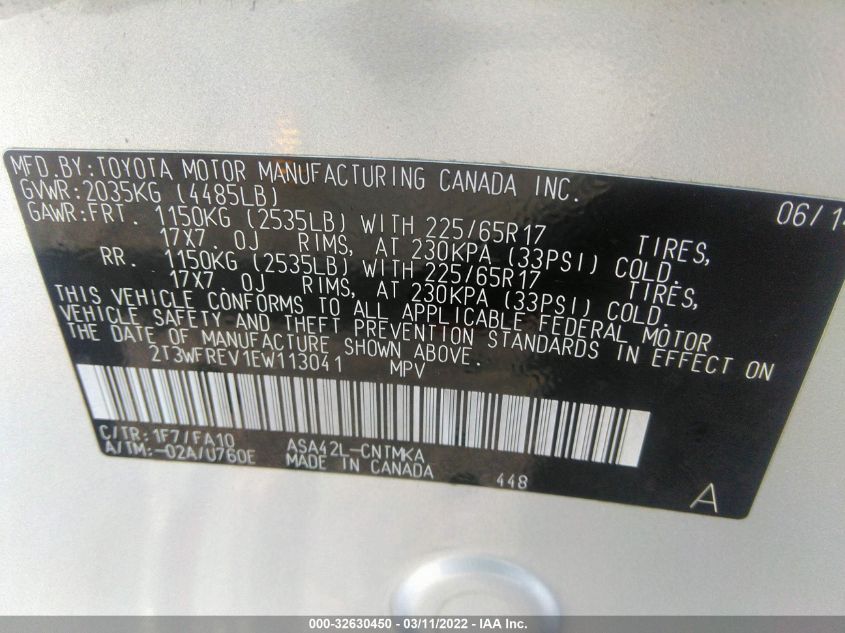 MFD.BY:TOYOTA MOTOR MANUFACTURING CANADA INC.
GVWR:2035KG (4485LB) 06/14
GAWR:FRT. 1150KG (2535LB) WITH 225/65R17 TIRES,
17X7.0J RIMS, AT 230KPA (33PSI) COLD.
RR. 1150KG (2535LB) WITH 225/65R17 TIRES,
17X7.0J RIMS, AT 230KPA (33PSI) COLD.
THIS VEHICLE CONFORMS TO ALL APPLICABLE FEDERAL MOTOR
VEHICLE SAFETY AND THEFT PREVENTION STANDARDS IN EFFECT ON
THE DATE OF MANUFACTURE SHOWN ABOVE.
2T3WFREV1EW113041 MPV
C/TR:1F7/FA10 ASA42L-CNTMKA
A/TM:-02A/U760E MADE IN CANADA 448 A
000-32630450 — 03/11/2022 - IAA Inc.